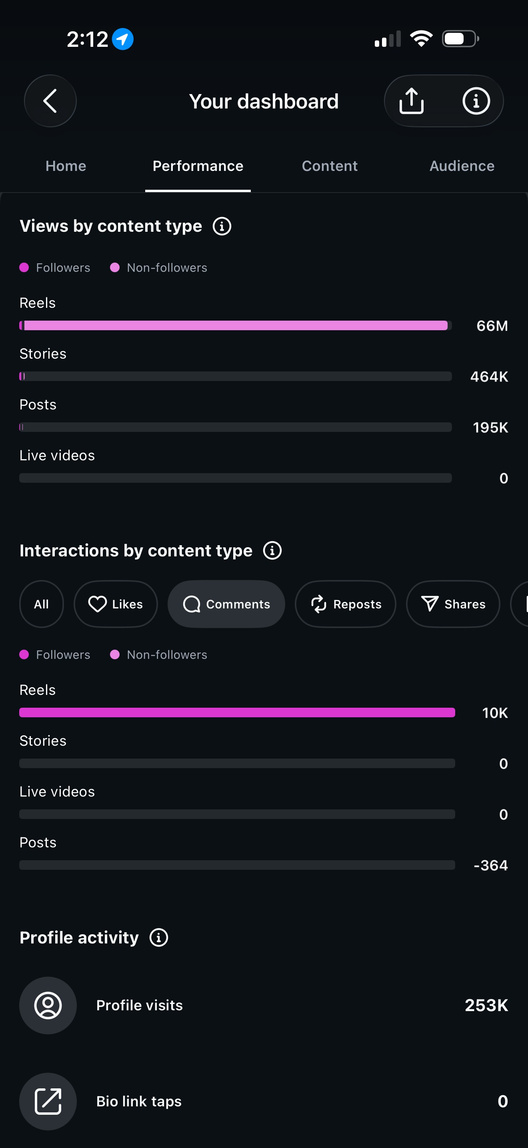 2:12
Your dashboard
Home Performance Content Audience
Views by content type
Followers Non-followers
Reels
66M
Stories
464K
Posts
195K
Live videos
0
Interactions by content type
All Likes Comments Reposts Shares
Followers Non-followers
Reels
10K
Stories
0
Live videos
0
Posts
-364
Profile activity
Profile visits 253K
Bio link taps 0